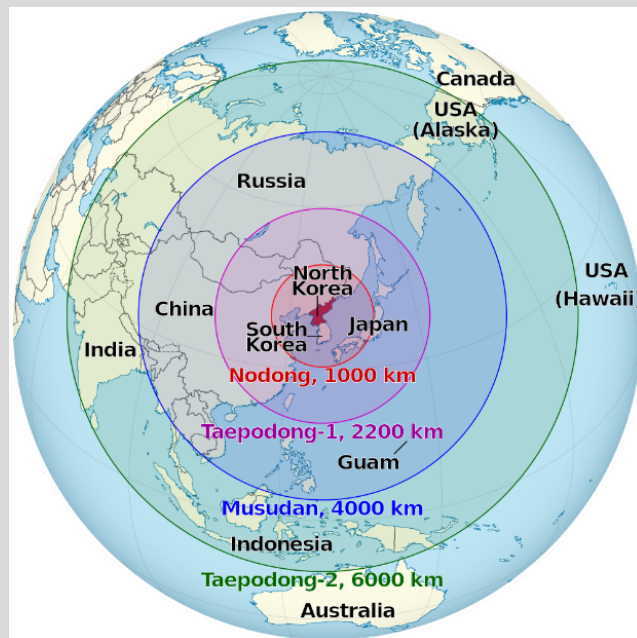 Canada
USA
(Alaska)
Russia
North
Korea
USA
(Hawaii)
China
South
Korea
Japan
India
Nodong, 1000 km
Taepodong-1, 2200 km
Guam
Musudan, 4000 km
Indonesia
Taepodong-2, 6000 km
Australia